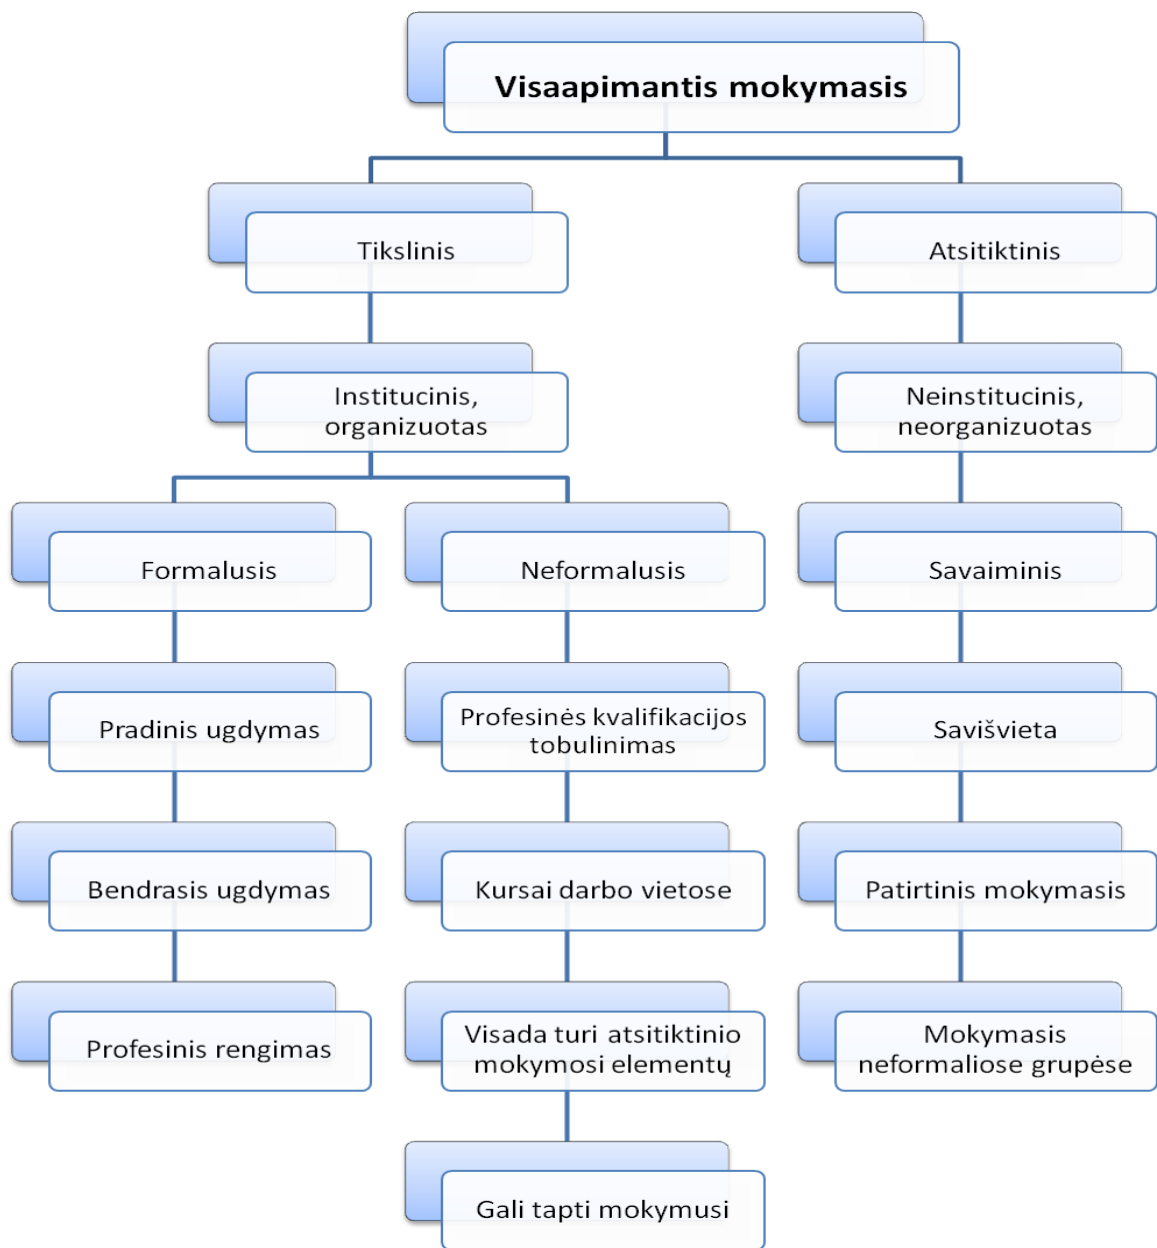 Visaapimantis mokymasis
Tikslinis
Atsitiktinis
Institucinis,
organizuotas
Neinstitucinis,
neorganizuotas
Formalusis
Neformalusis
Savaiminis
Pradinis ugdymas
Profesinės kvalifikacijos
tobulinimas
Savišvieta
Bendrasis ugdymas
Kursai darbo vietose
Patirtinis mokymasis
Profesinis rengimas
Visada turi atsitiktinio
mokymosi elementų
Mokymasis
neformaliose grupėse
Gali tapti mokymusi